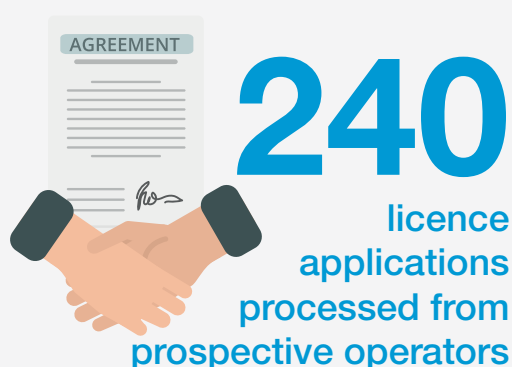 AGREEMENT
240
licence
applications
processed from
prospective operators